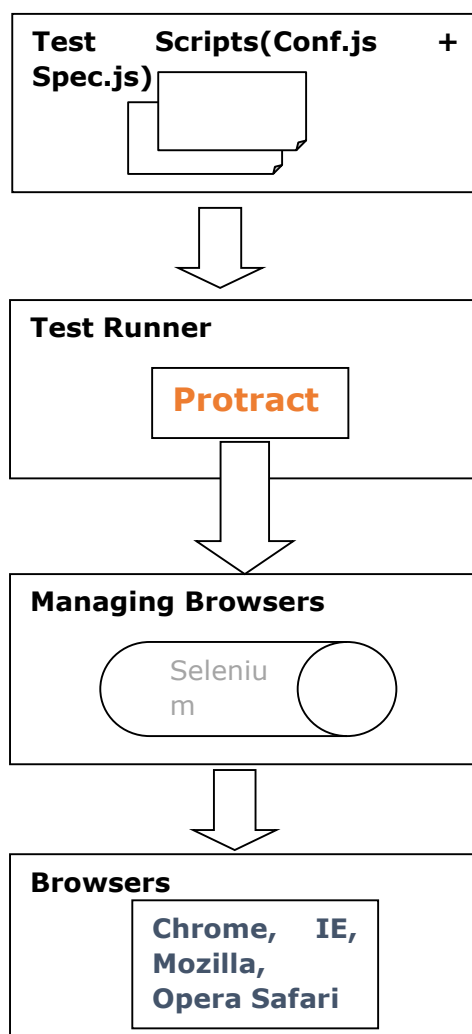 Test Scripts(Conf.js +
Spec.js)
Test Runner
Protract
Managing Browsers
Seleniu
m
Browsers
Chrome, IE,
Mozilla,
Opera Safari